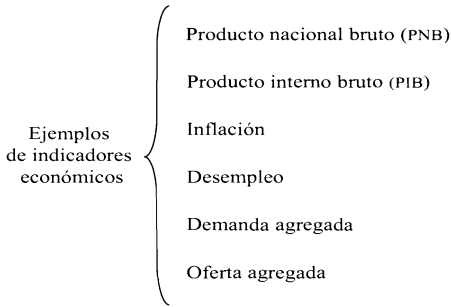 Ejemplos
de indicadores
económicos
Producto nacional bruto (PNB)
Producto interno bruto (PIB)
Inflación
Desempleo
Demanda agregada
Oferta agregada